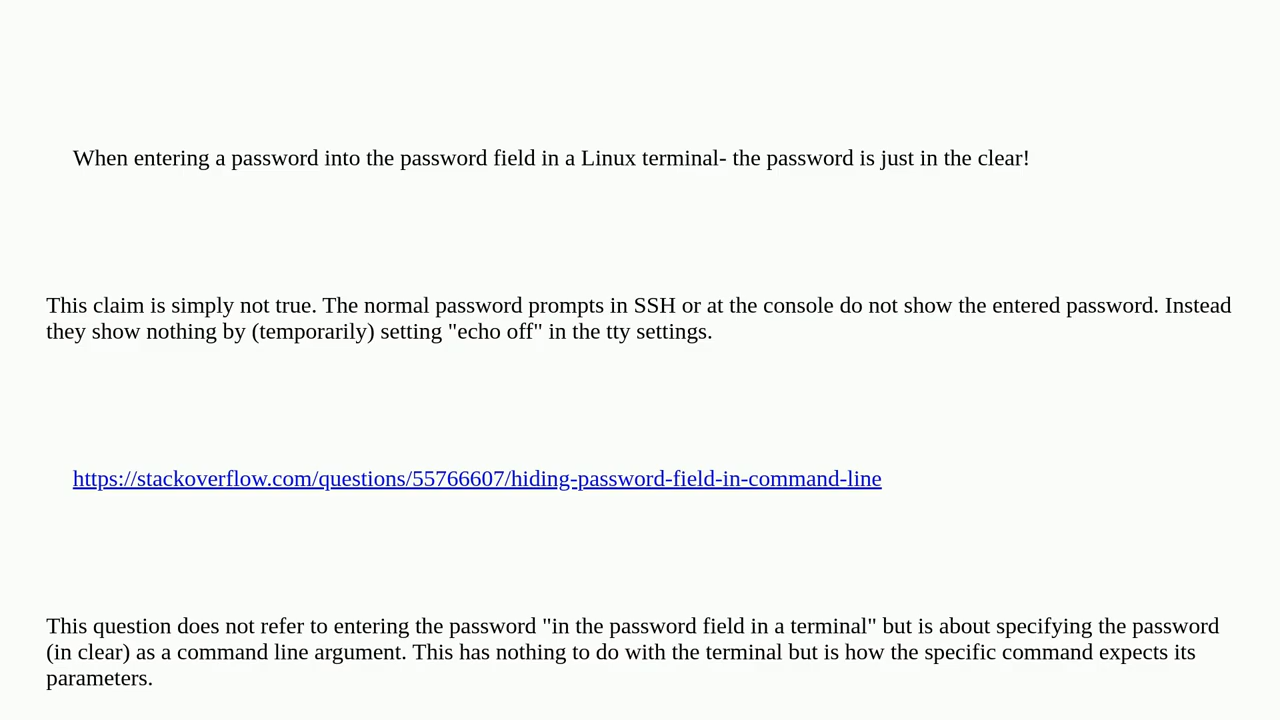 When entering a password into the password field in a Linux terminal- the password is just in the clear!
This claim is simply not true. The normal password prompts in SSH or at the console do not show the entered password. Instead
they show nothing by (temporarily) setting "echo off" in the tty settings.
https://stackoverflow.com/questions/55766607/hiding-password-field-in-command-line
This question does not refer to entering the password "in the password field in a terminal" but is about specifying the password
(in clear) as a command line argument. This has nothing to do with the terminal but is how the specific command expects its
parameters.